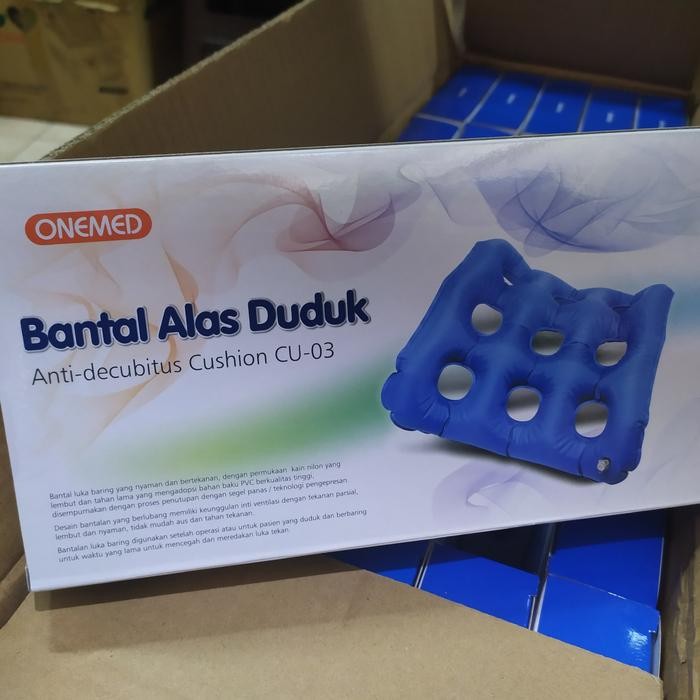 ONEMED
Bantal Alas Duduk
Anti-decubitus Cushion CU-03
Bantal luka baring yang nyaman dan bertekanan, dengan permukaan kain nilon yang
lembut dan tahan lama yang mengadopsi bahan baku PVC berkualitas tinggi,
disempurnakan dengan proses penutupan dengan segel panas / teknologi pengepresan
Desain bantalan yang berlubang memiliki keunggulan inti ventilasi dengan tekanan parsial,
lembut dan nyaman, tidak mudah aus dan tahan tekanan.
Bantalan luka baring digunakan setelah operasi atau untuk pasien yang duduk dan berbaring
untuk waktu yang lama untuk mencegah dan meredakan luka tekan.